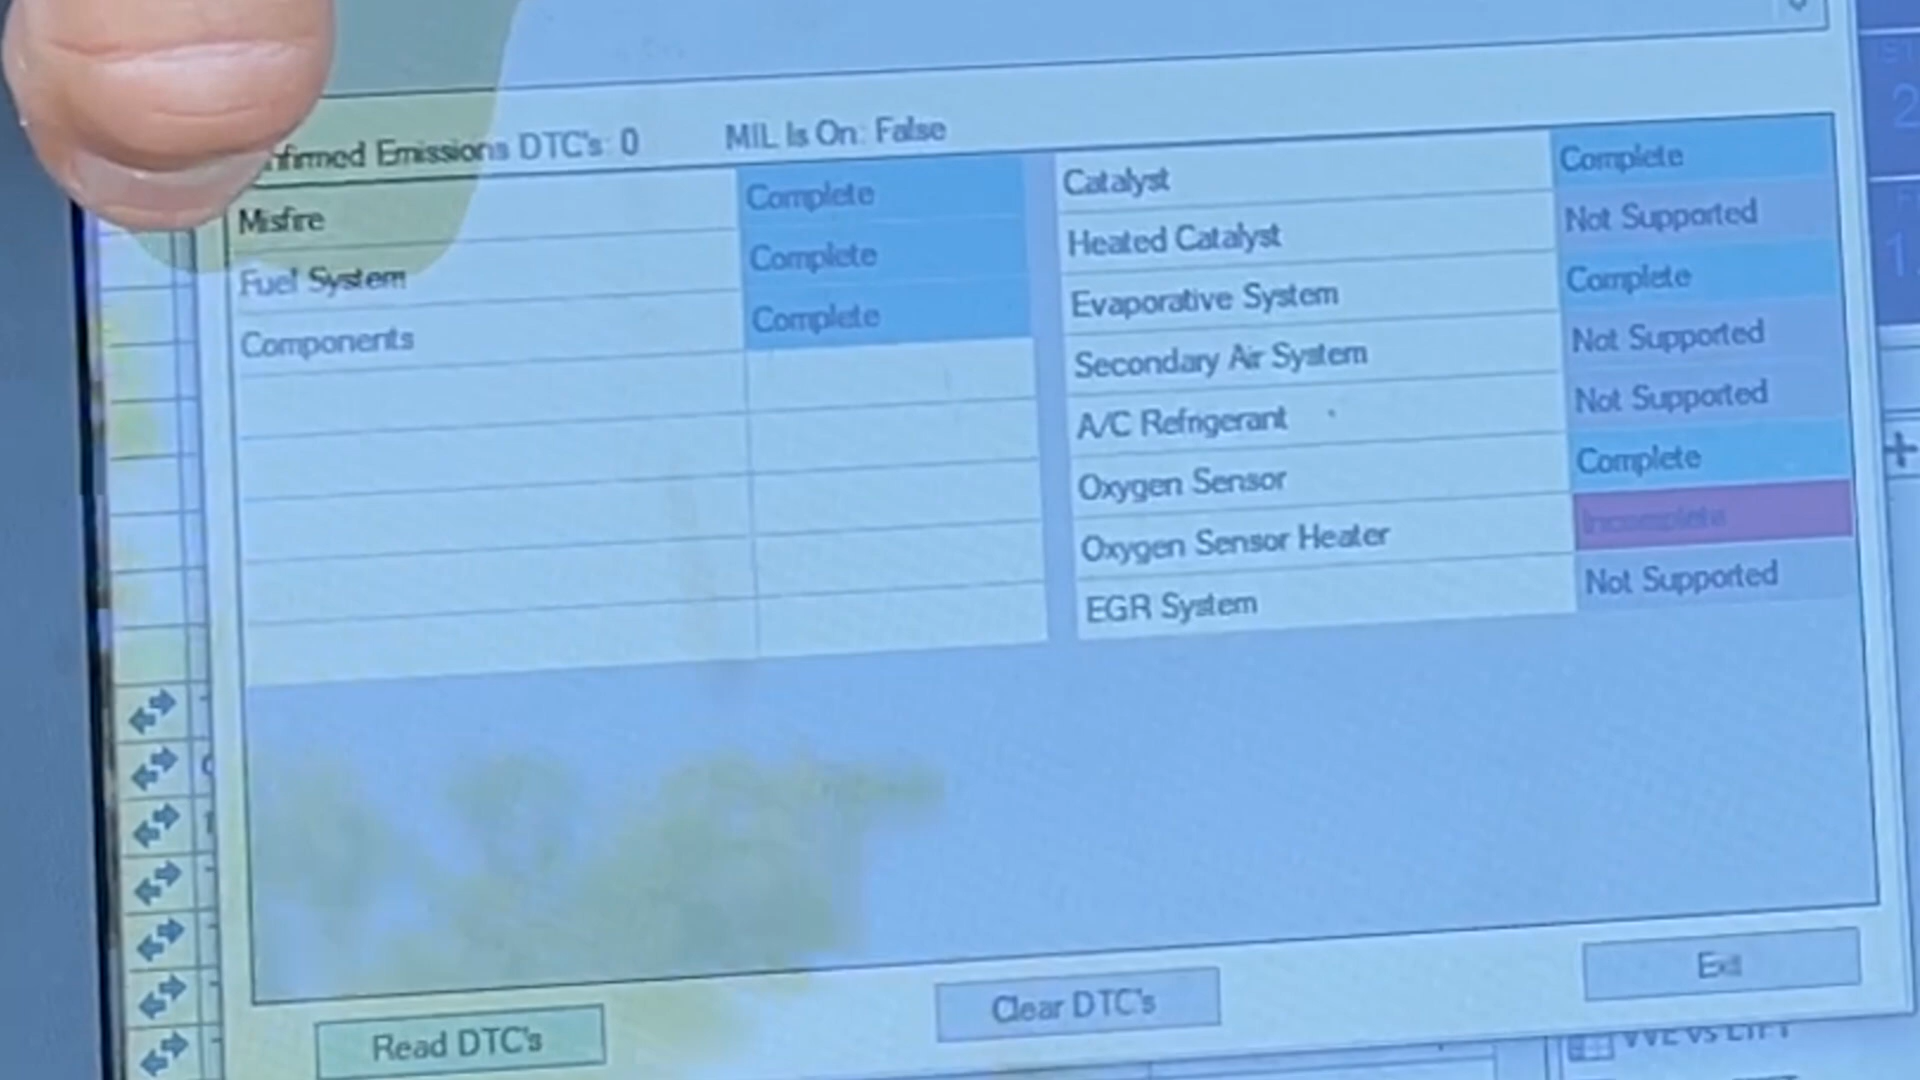 nfirmed Emissions DTC's: 0 MIL Is On: False
Misfire Complete
Fuel System Complete
Components Complete
Catalyst Complete
Heated Catalyst Not Supported
Evaporative System Complete
Secondary Air System Not Supported
A/C Refrigerant Not Supported
Oxygen Sensor Complete
Oxygen Sensor Heater Incomplete
EGR System Not Supported
Read DTC's Clear DTC's Exit